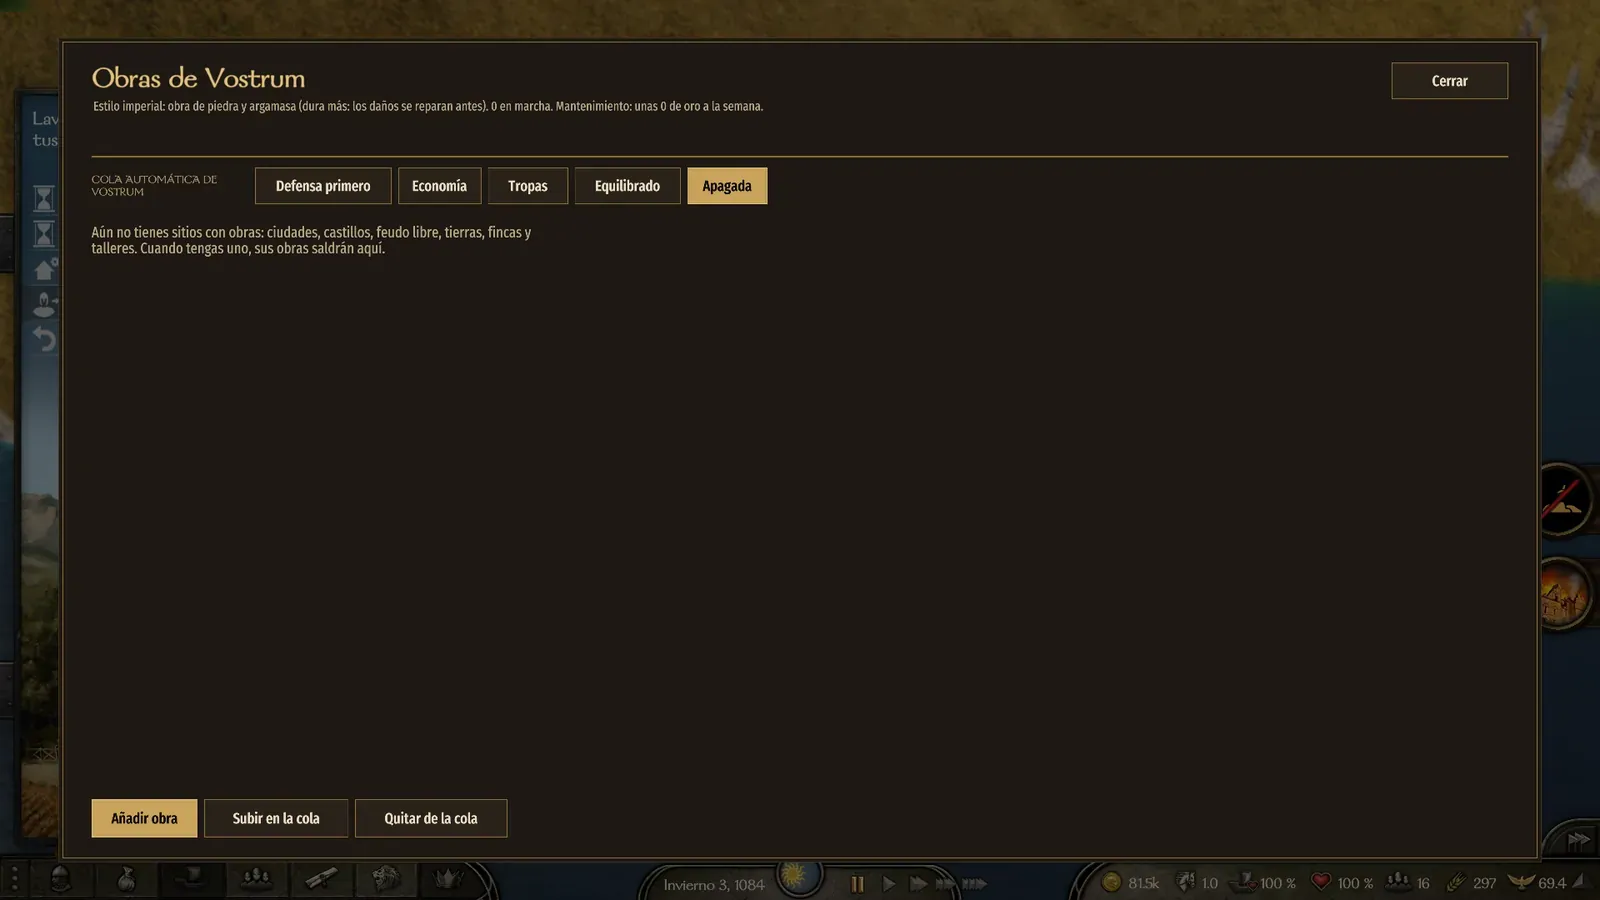 Obras de Vostrum
Cerrar
Estilo imperial: obra de piedra y argamasa (dura más: los daños se reparan antes). 0 en marcha. Mantenimiento: unas 0 de oro a la semana.
Lav
tus
COLA AUTOMÁTICA DE
VOSTRUM
Defensa primero
Economía
Tropas
Equilibrado
Apagada
Aún no tienes sitios con obras: ciudades, castillos, feudo libre, tierras, fincas y
talleres. Cuando tengas uno, sus obras saldrán aquí.
Añadir obra
Subir en la cola
Quitar de la cola
Invierno 3, 1084
81.5k
1.0
100 %
100 %
16
297
69.4